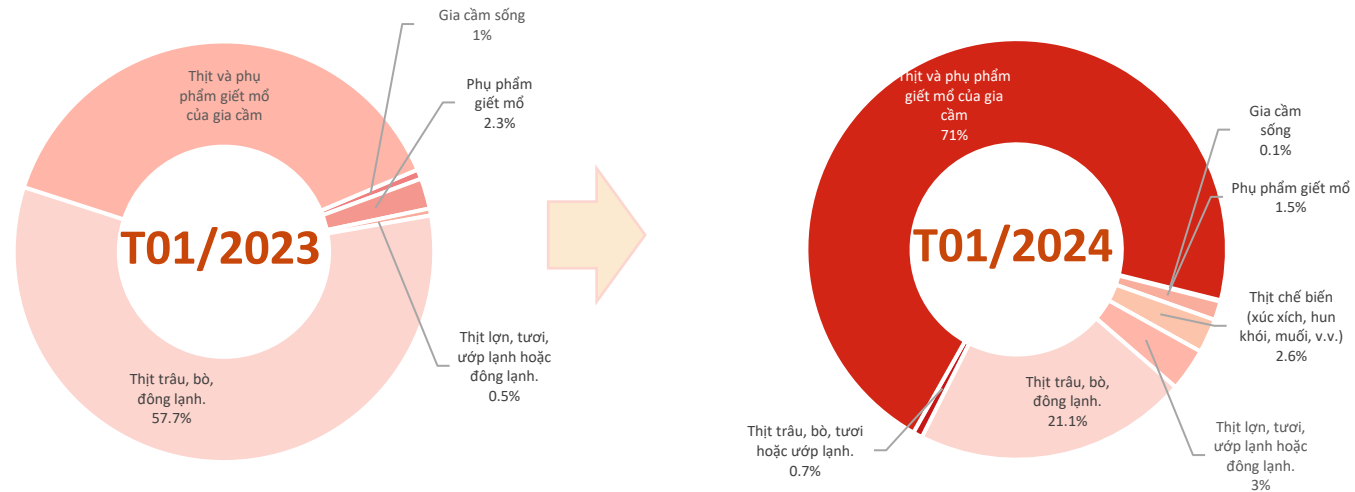 Gia cầm sống
1%
Thịt và phụ
phẩm giết mổ
của gia cầm
Phụ phẩm
giết mổ
2.3%
T01/2023
Thịt lợn, tươi,
ướp lạnh hoặc
đông lạnh.
0.5%
Thịt trâu, bò,
đông lạnh.
57.7%
Thịt và phụ phẩm
giết mổ của gia
cầm
71%
Gia cầm
sống
0.1%
Phụ phẩm giết mổ
1.5%
T01/2024
Thịt chế biến
(xúc xích, hun
khói, muối, v.v.)
2.6%
Thịt trâu, bò,
đông lạnh.
21.1%
Thịt trâu, bò, tươi
hoặc ướp lạnh.
0.7%
Thịt lợn, tươi,
ướp lạnh hoặc
đông lạnh.
3%